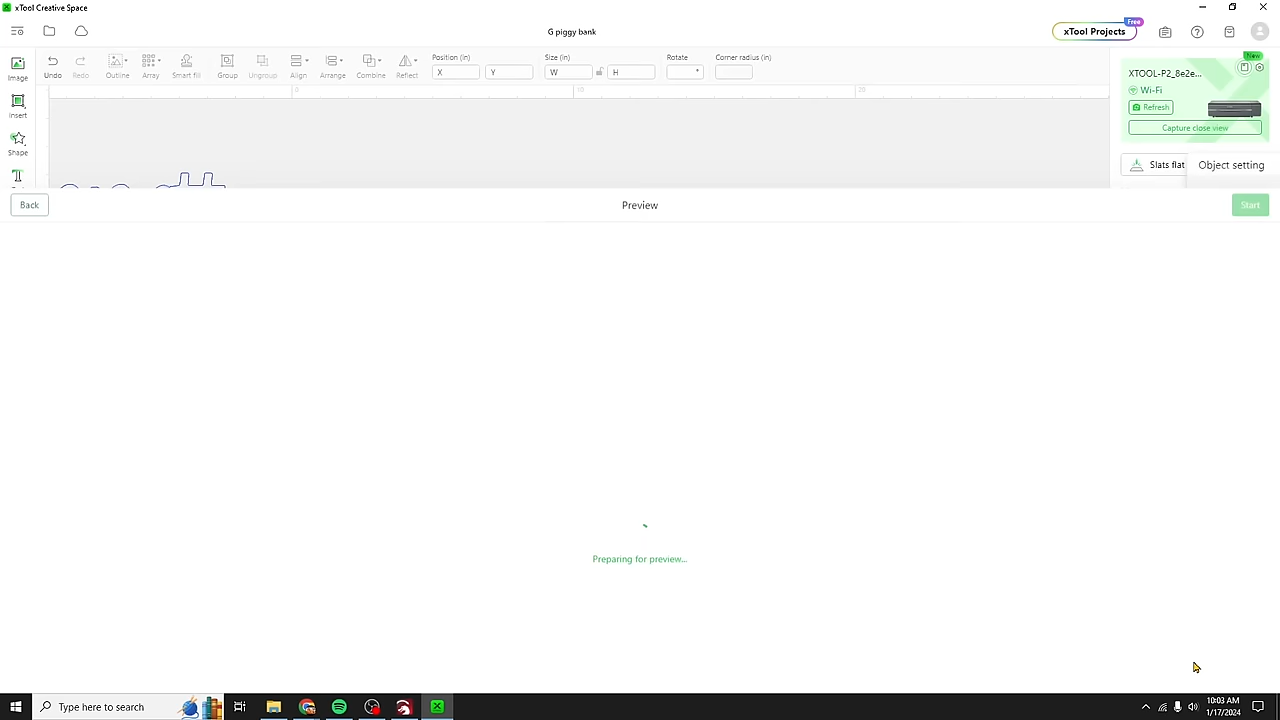 xTool Creative Space
G piggy bank
Free
xTool Projects
Image
Insert
Shape
Undo
Redo
Outline
Array
Smart fill
Group
Ungroup
Align
Arrange
Combine
Reflect
Position (in)
X
Y
Size (in)
W
H
Rotate
°
Corner radius (in)
0
10
20
New
XTOOL-P2_8e2e...
Wi-Fi
Refresh
Capture close view
Slats flat
Object setting
Back
Preview
Start
Preparing for preview...
Type here to search
10:03 AM
1/17/2024